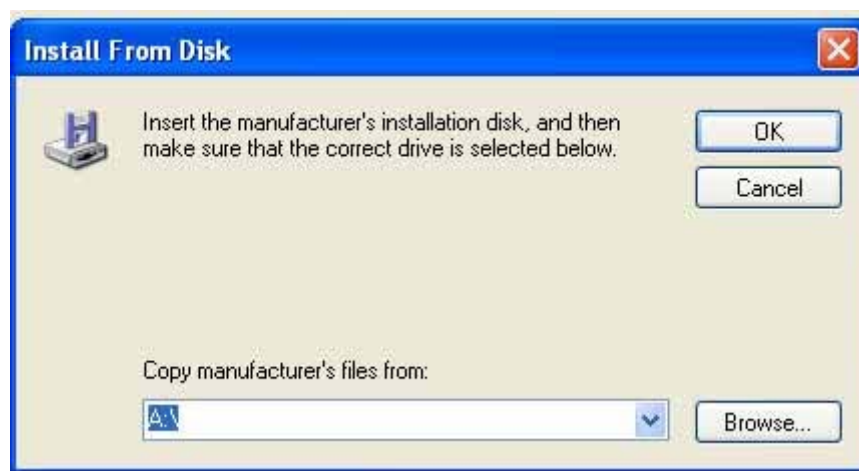 Install From Disk
Insert the manufacturer's installation disk, and then
make sure that the correct drive is selected below.
OK
Cancel
Copy manufacturer's files from:
A:\
Browse...